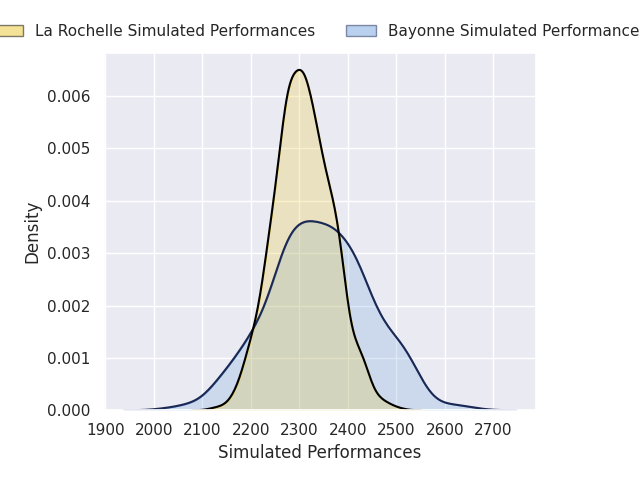 La Rochelle Simulated Performances
Bayonne Simulated Performance
0.006
0.005
0.004
0.003
0.002
0.001
0.000
Density
1900 2000 2100 2200 2300 2400 2500 2600 2700
Simulated Performances